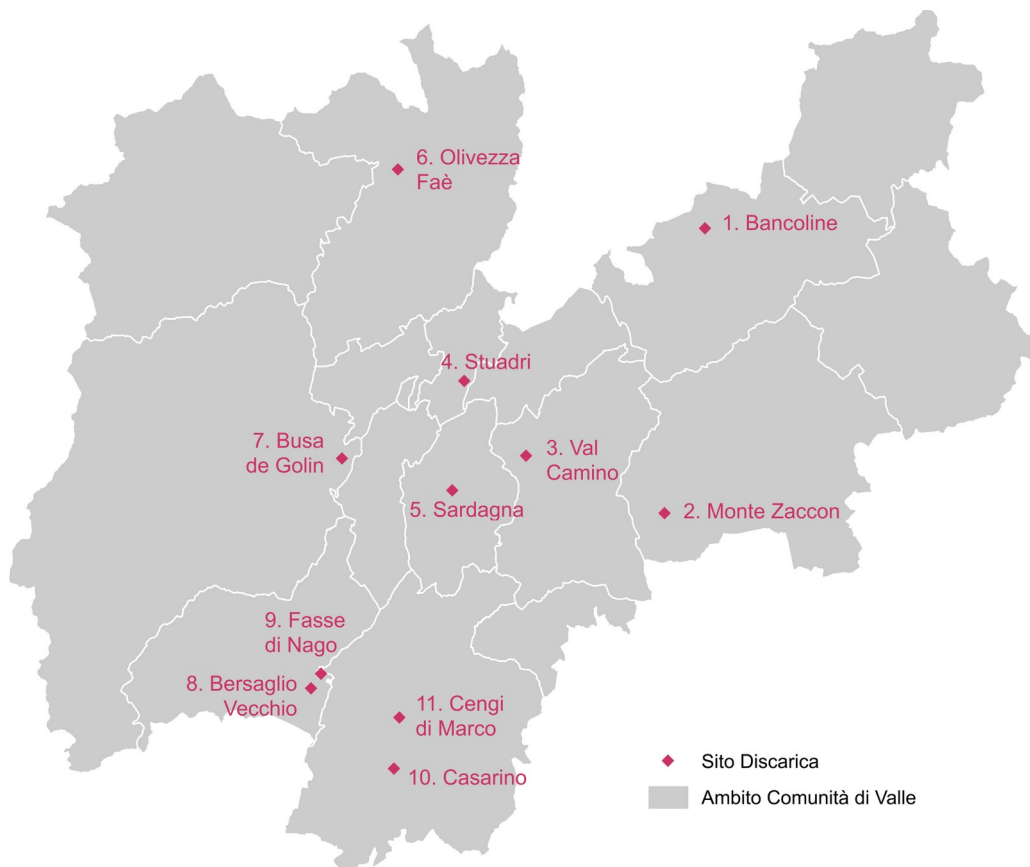 6. Olivezza
Faè
1. Bancoline
4. Stuadri
7. Busa
de Golin
3. Val
Camino
5. Sardagna
2. Monte Zaccon
9. Fasse
di Nago
8. Bersaglio
Vecchio
11. Cengi
di Marco
10. Casarino
Sito Discarica
Ambito Comunità di Valle